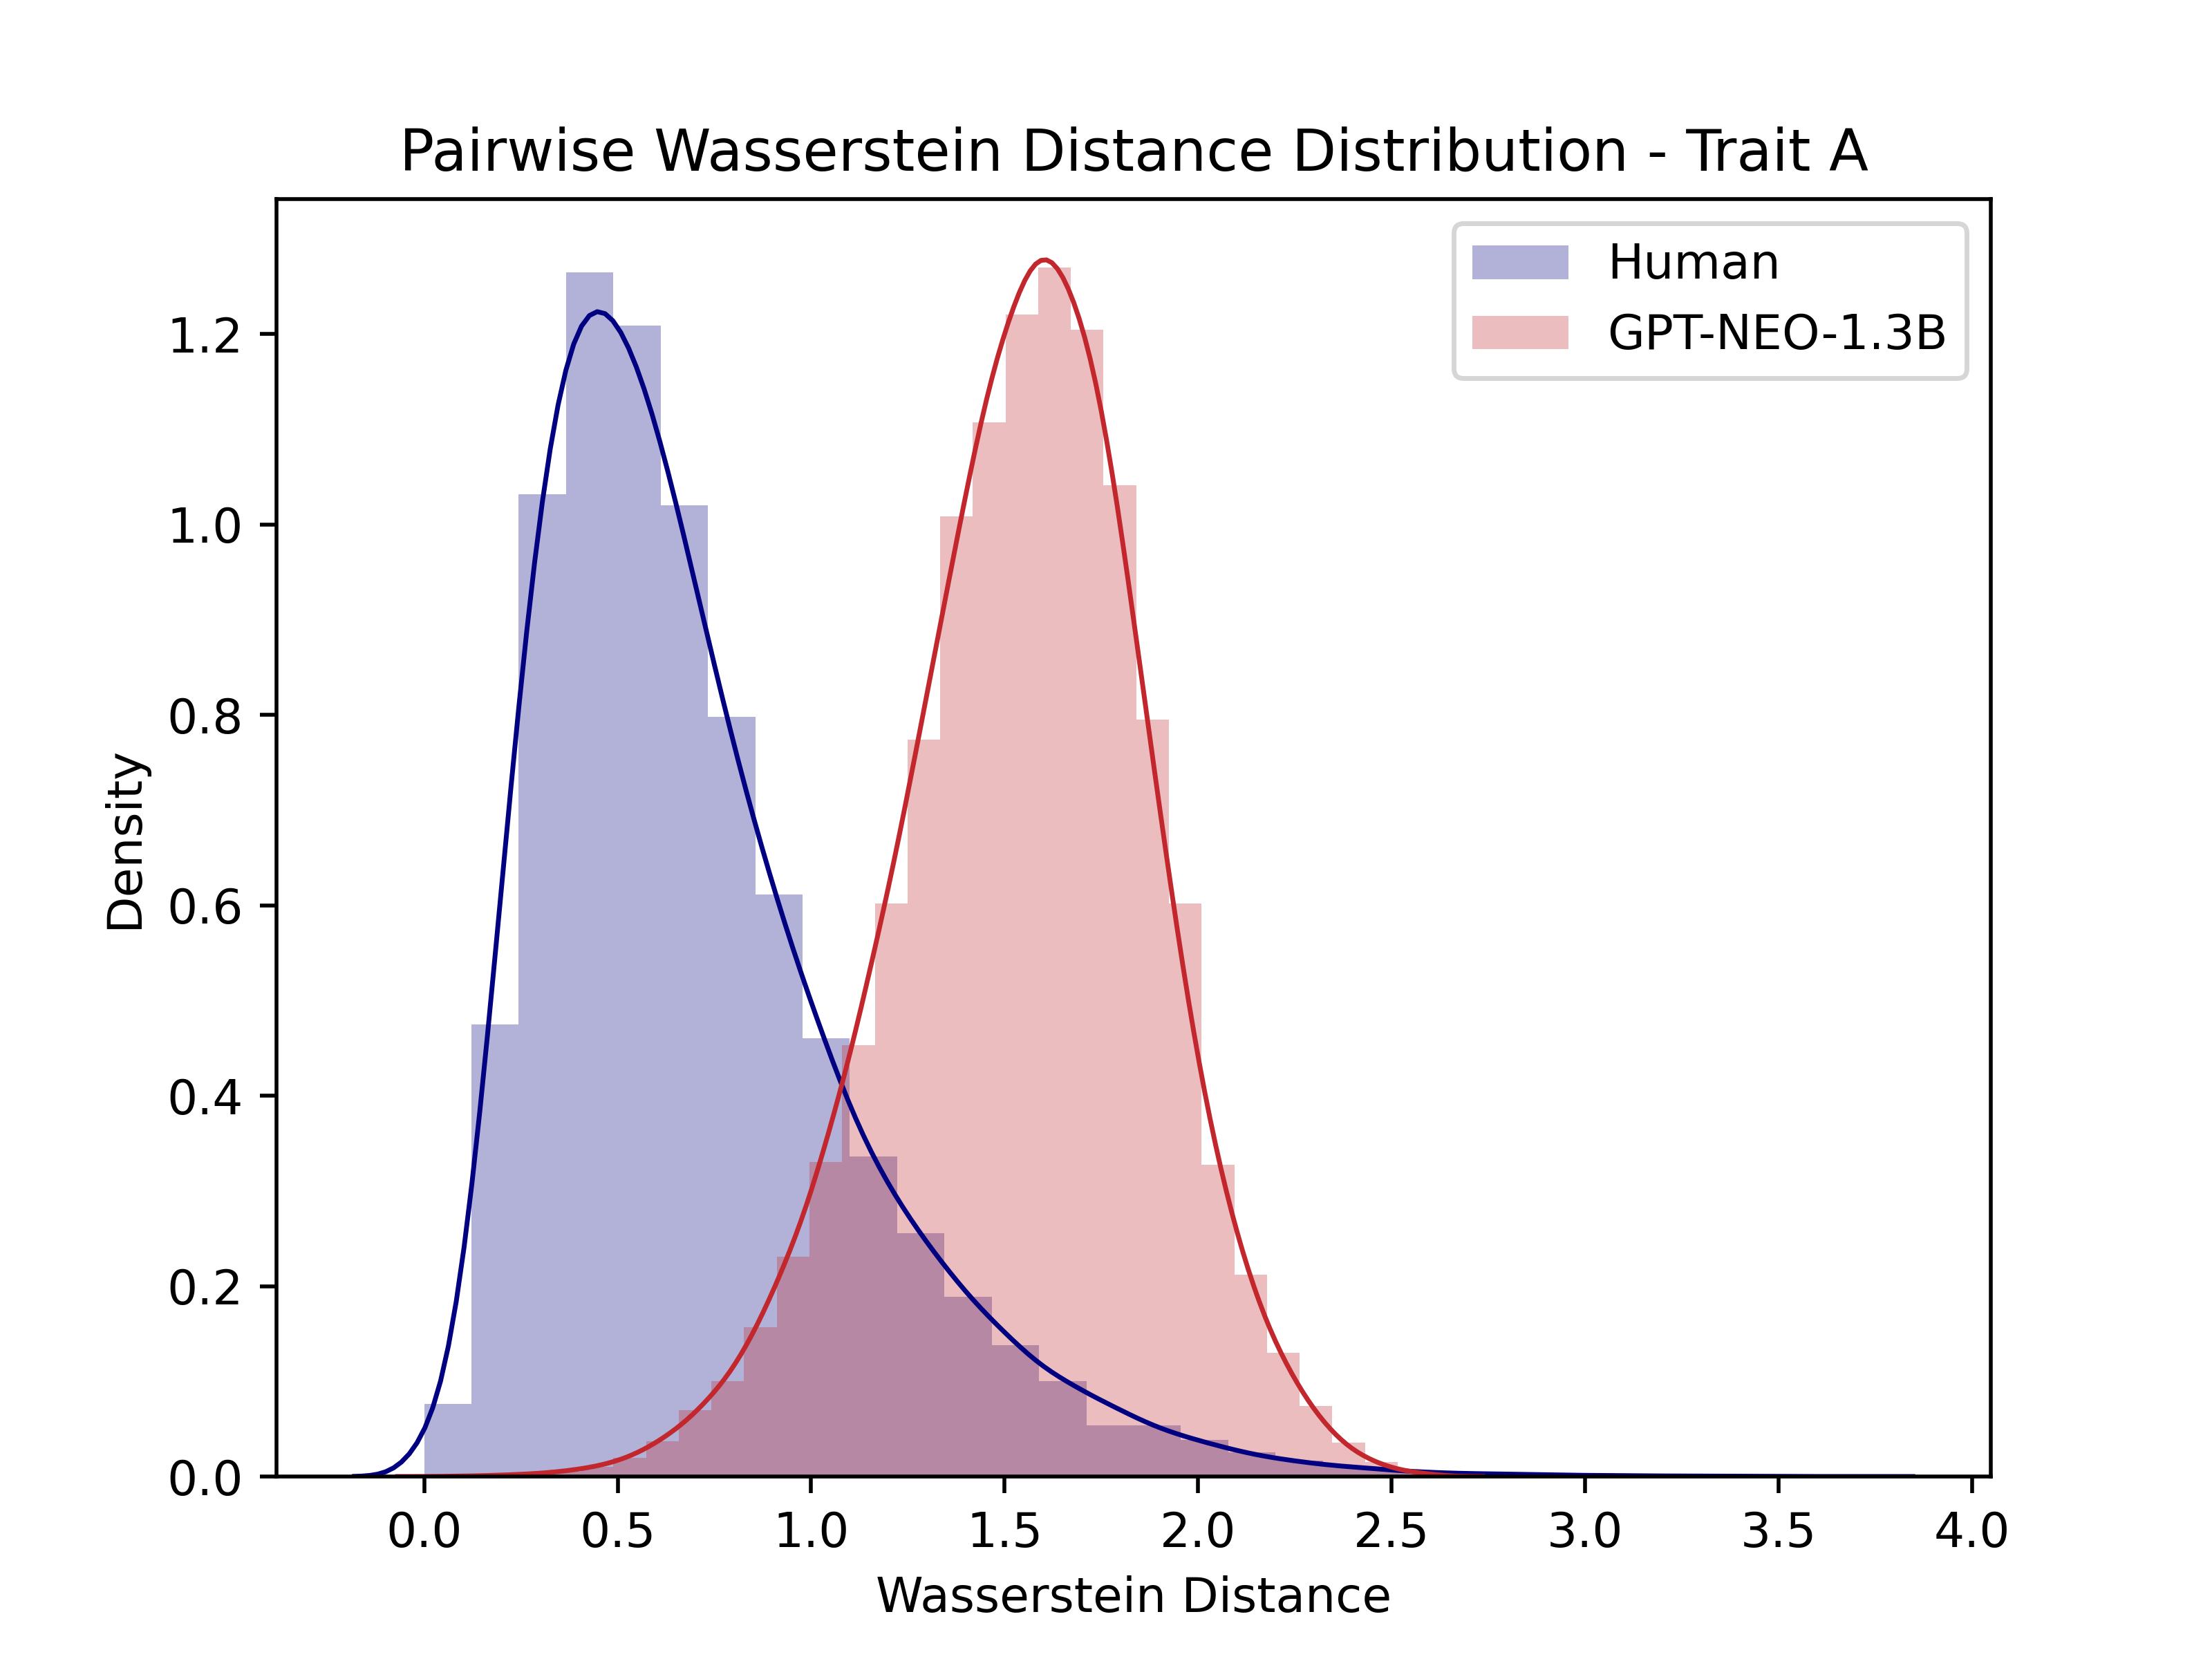 Pairwise Wasserstein Distance Distribution - Trait A
Human
GPT-NEO-1.3B
1.2
1.0
0.8
0.6
0.4
0.2
0.0
Density
0.0 0.5 1.0 1.5 2.0 2.5 3.0 3.5 4.0
Wasserstein Distance